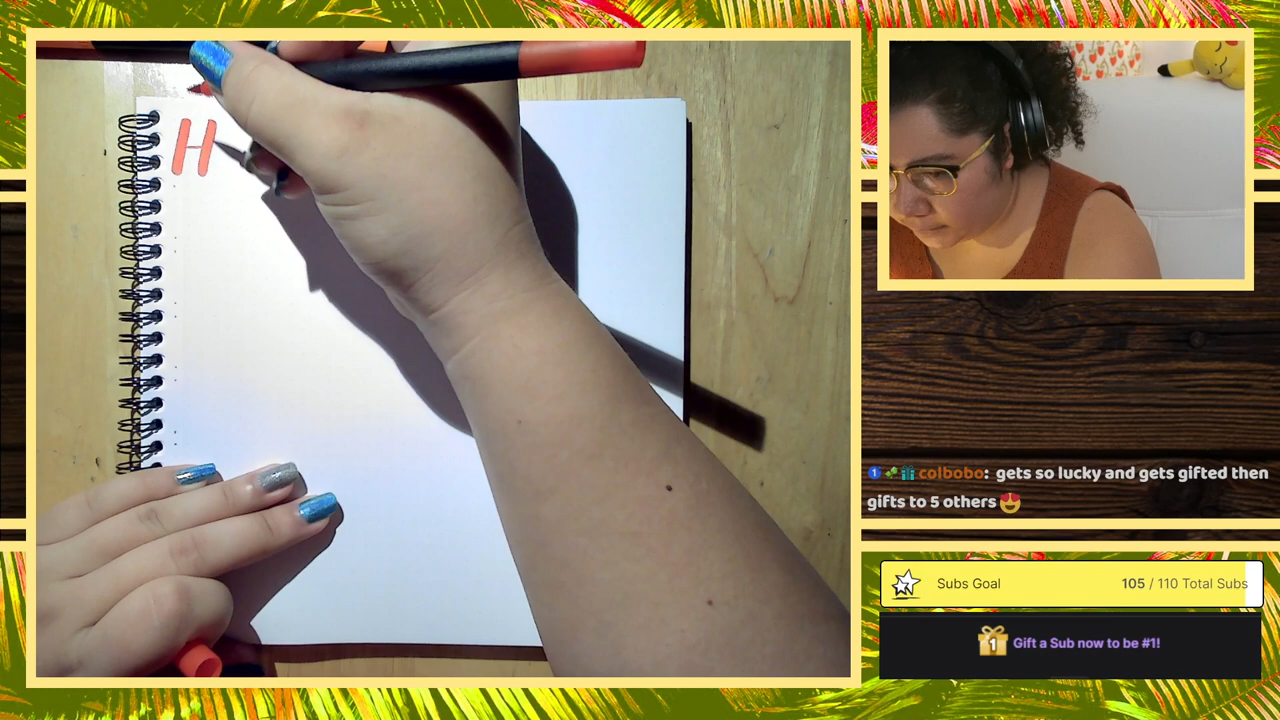 H
colbobo: gets so lucky and gets gifted then
gifts to 5 others 😍
Subs Goal 105 / 110 Total Subs
1 Gift a Sub now to be #1!